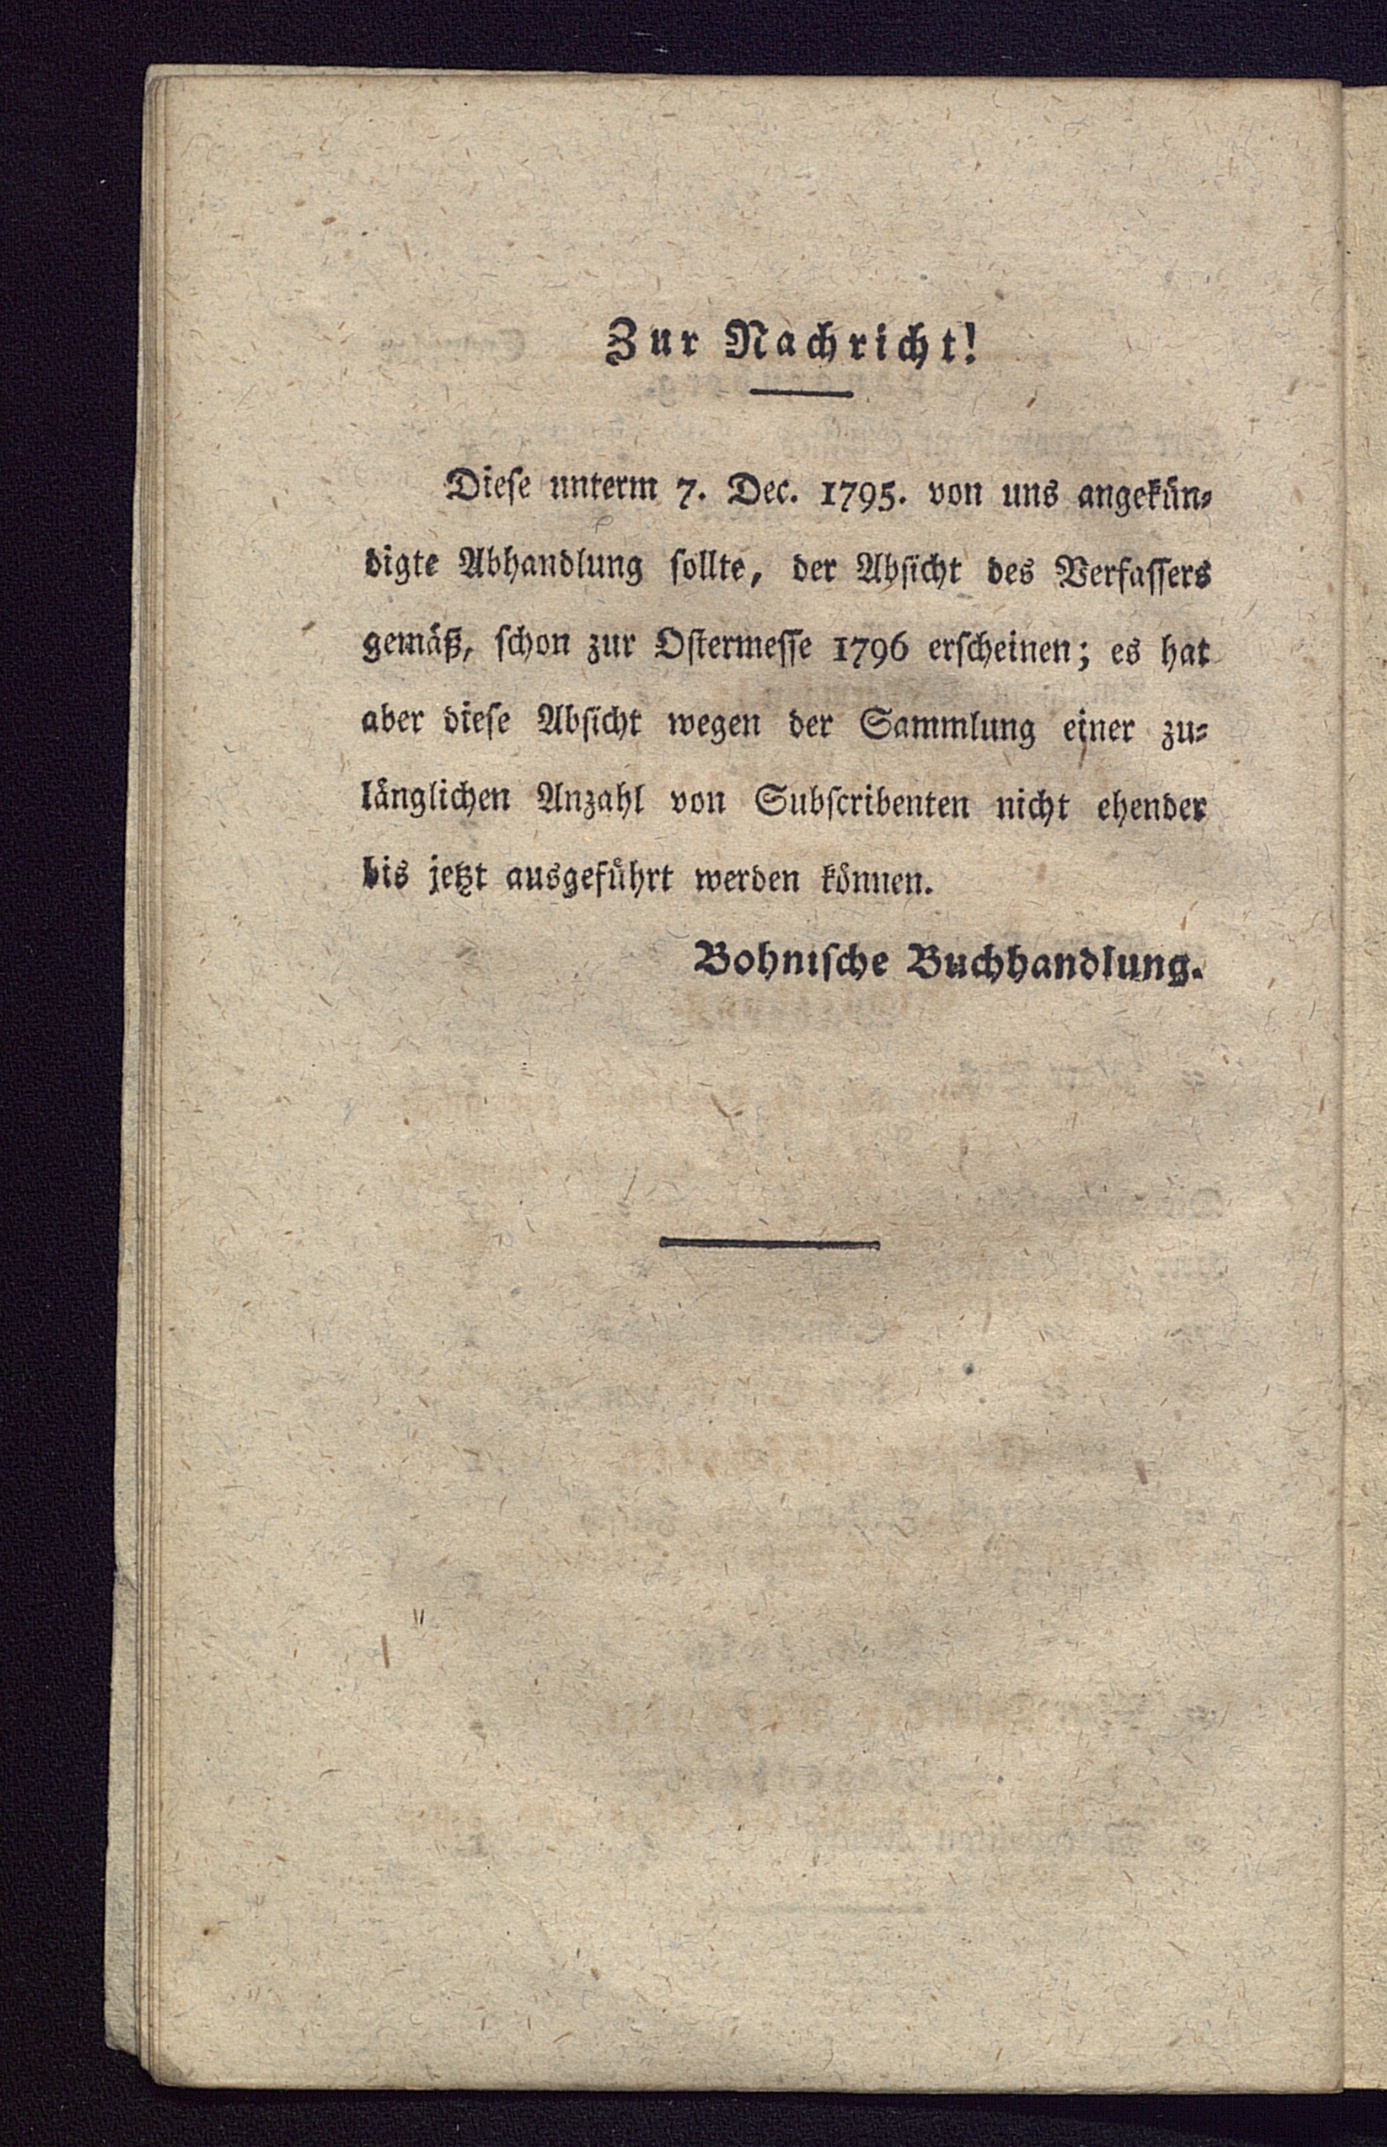 Zur Nachricht!
Diese unterm 7. Dec. 1795. von uns angekün-
digte Abhandlung sollte, der Absicht des Verfassers
gemäß, schon zur Ostermesse 1796 erscheinen; es hat
aber diese Absicht wegen der Sammlung einer zu-
länglichen Anzahl von Subscribenten nicht ehender
bis jetzt ausgeführt werden können.
Bohnische Buchhandlung.